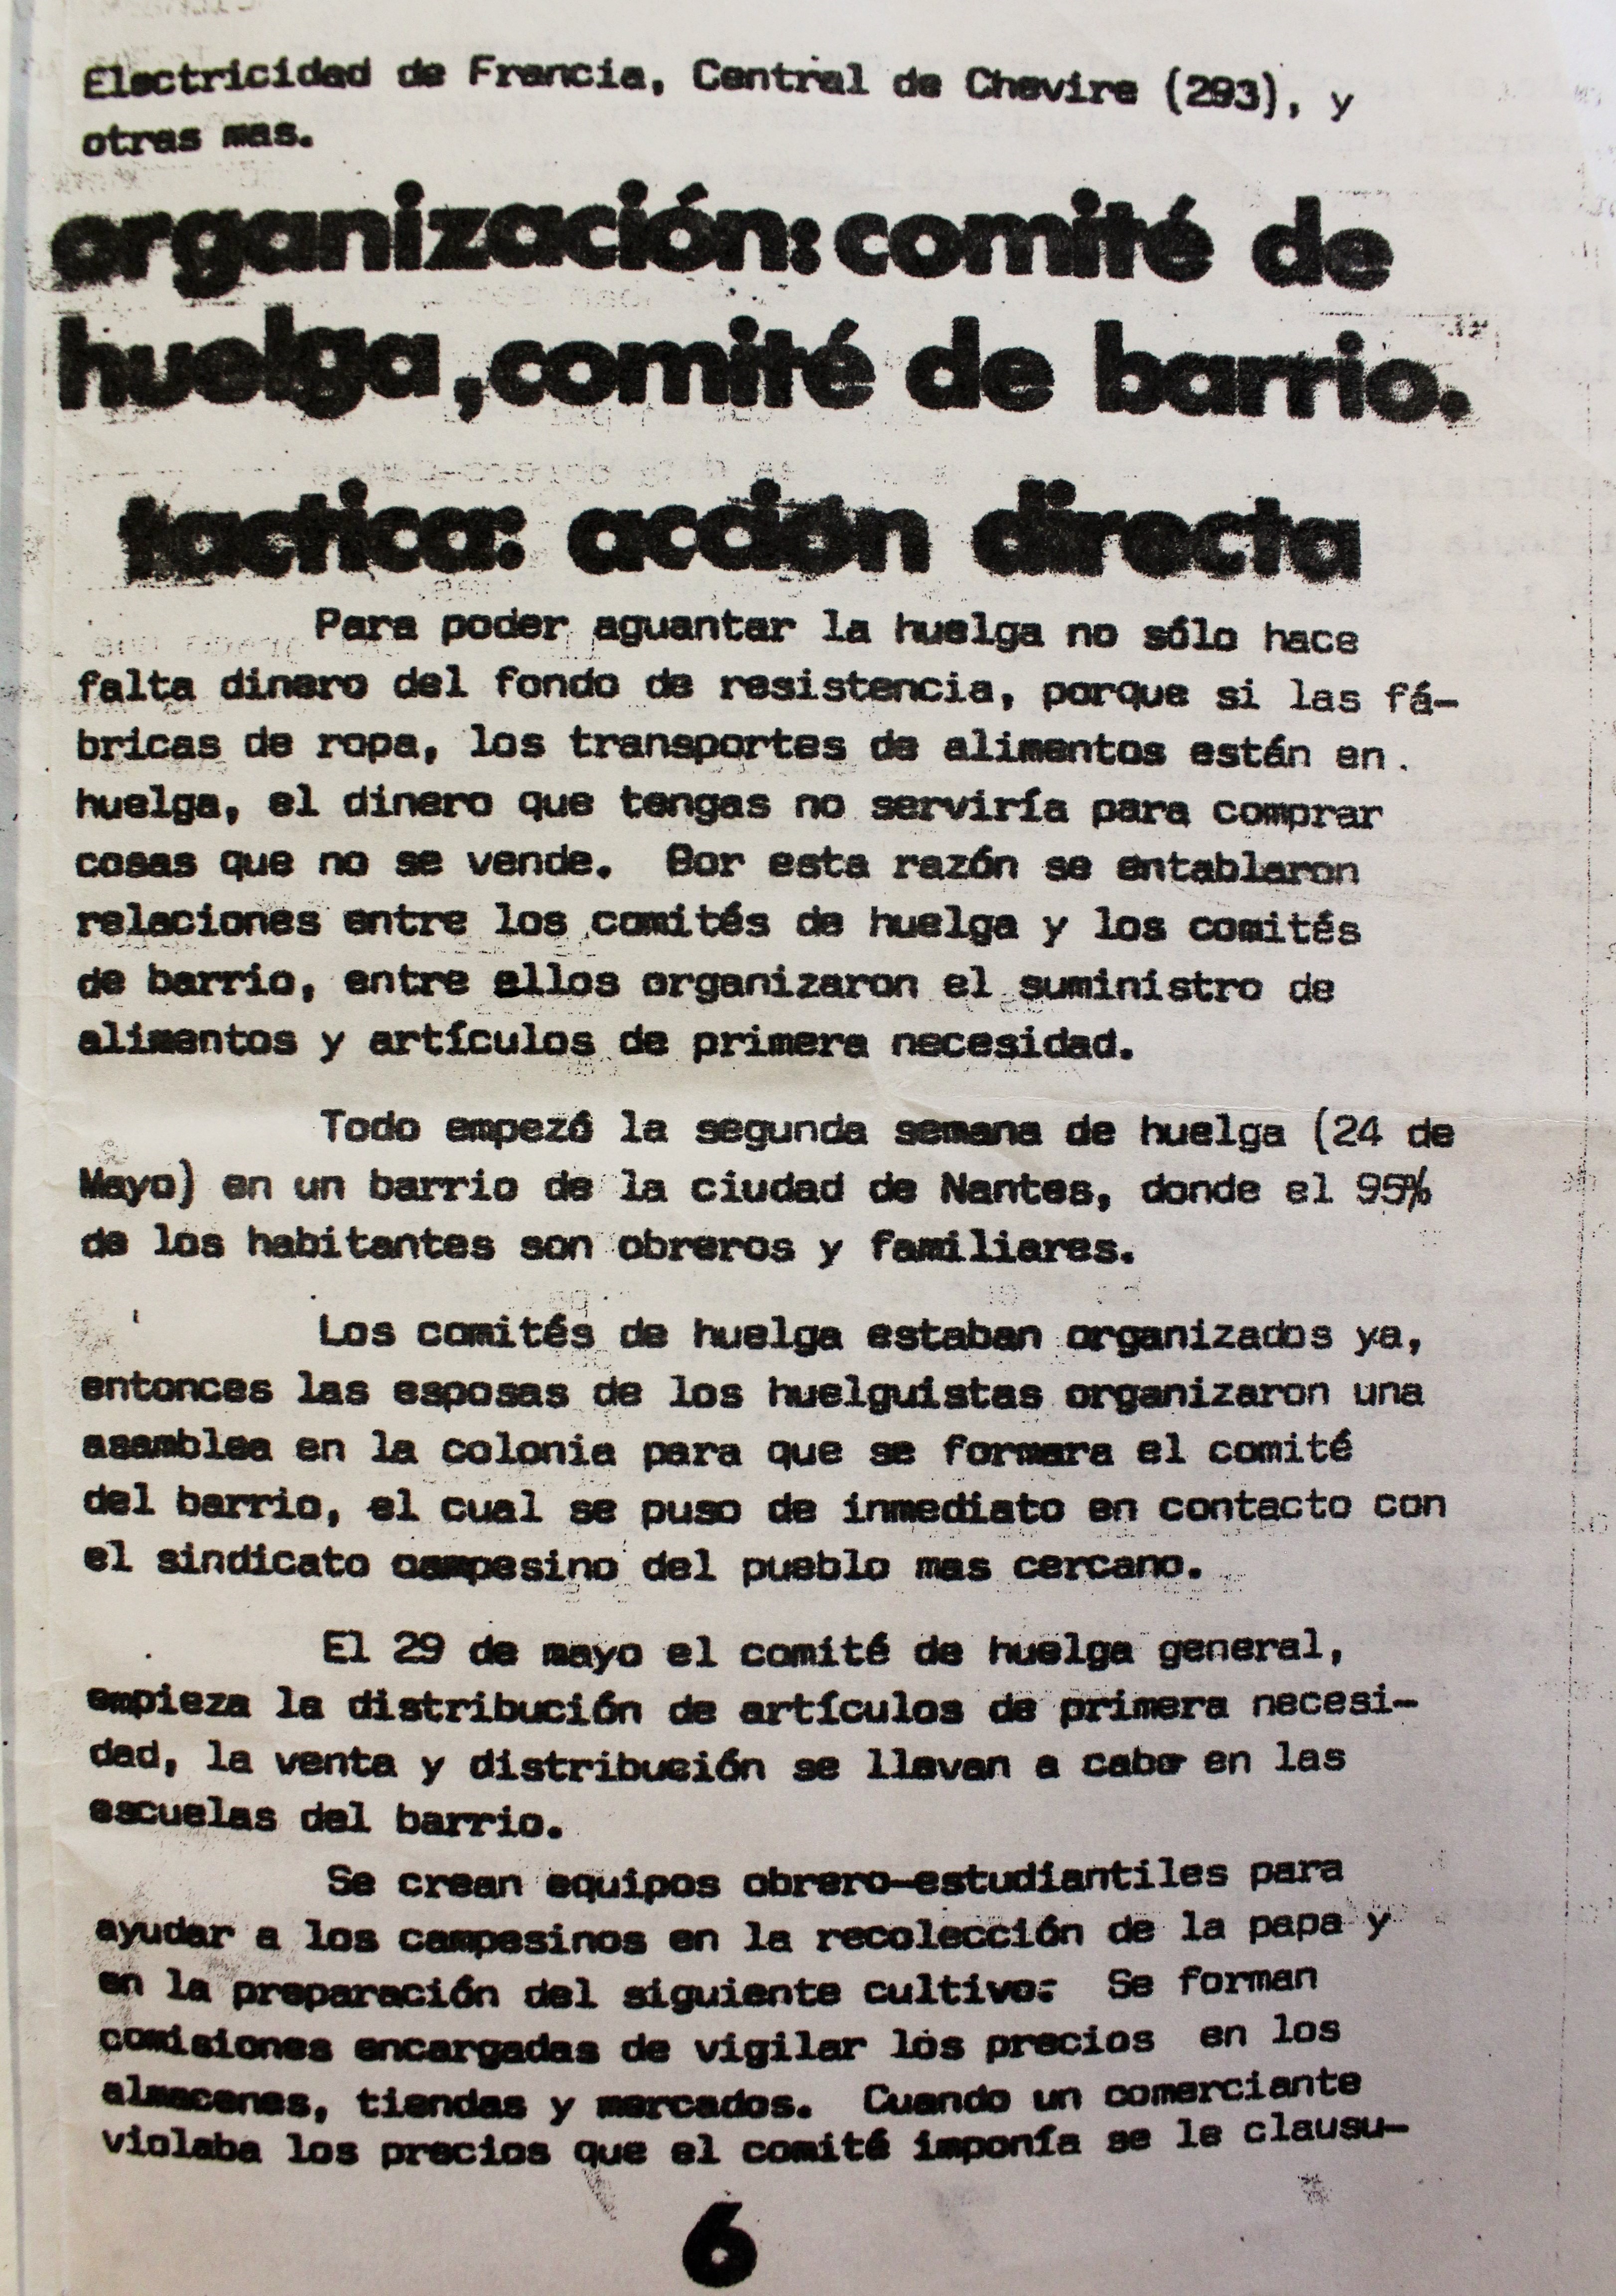 Electricidad de Francia, Central de Chevire (293), y
otras mas.
organización: comité de
huelga, comité de barrio.
tactica: acción directa
Para poder aguantar la huelga no sólo hace
falta dinero del fondo de resistencia, porque si las fá-
bricas de ropa, los transportes de alimentos están en
huelga, el dinero que tengas no serviría para comprar
cosas que no se vende. Por esta razón se entablaron
relaciones entre los comités de huelga y los comités
de barrio, entre ellos organizaron el suministro de
alimentos y artículos de primera necesidad.
Todo empezó la segunda semana de huelga (24 de
Mayo) en un barrio de la ciudad de Nantes, donde el 95%
de los habitantes son obreros y familiares.
Los comités de huelga estaban organizados ya,
entonces las esposas de los huelguistas organizaron una
asamblea en la colonia para que se formara el comité
del barrio, el cual se puso de inmediato en contacto con
el sindicato campesino del pueblo mas cercano.
El 29 de mayo el comité de huelga general,
empieza la distribución de artículos de primera necesi-
dad, la venta y distribución se llevan a cabo en las
escuelas del barrio.
Se crean equipos obrero-estudiantiles para
ayudar a los campesinos en la recolección de la papa y
en la preparación del siguiente cultivo. Se forman
comisiones encargadas de vigilar los precios en los
almacenes, tiendas y mercados. Cuando un comerciante
violaba los precios que el comité imponía se le clausu-
6